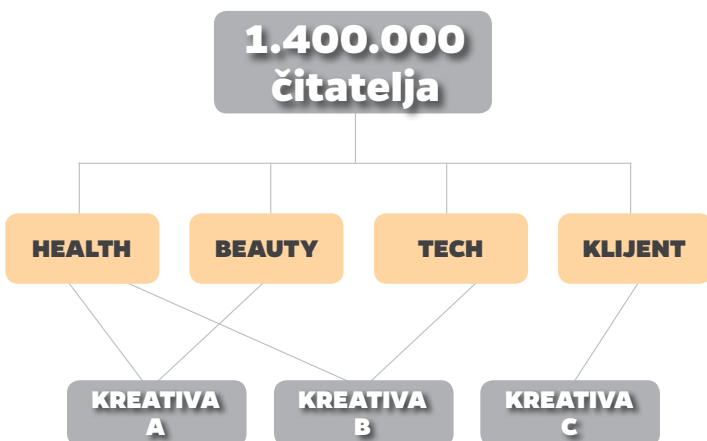 1.400.000
čitatelja
HEALTH
BEAUTY
TECH
KLIJENT
KREATIVA
A
KREATIVA
B
KREATIVA
C